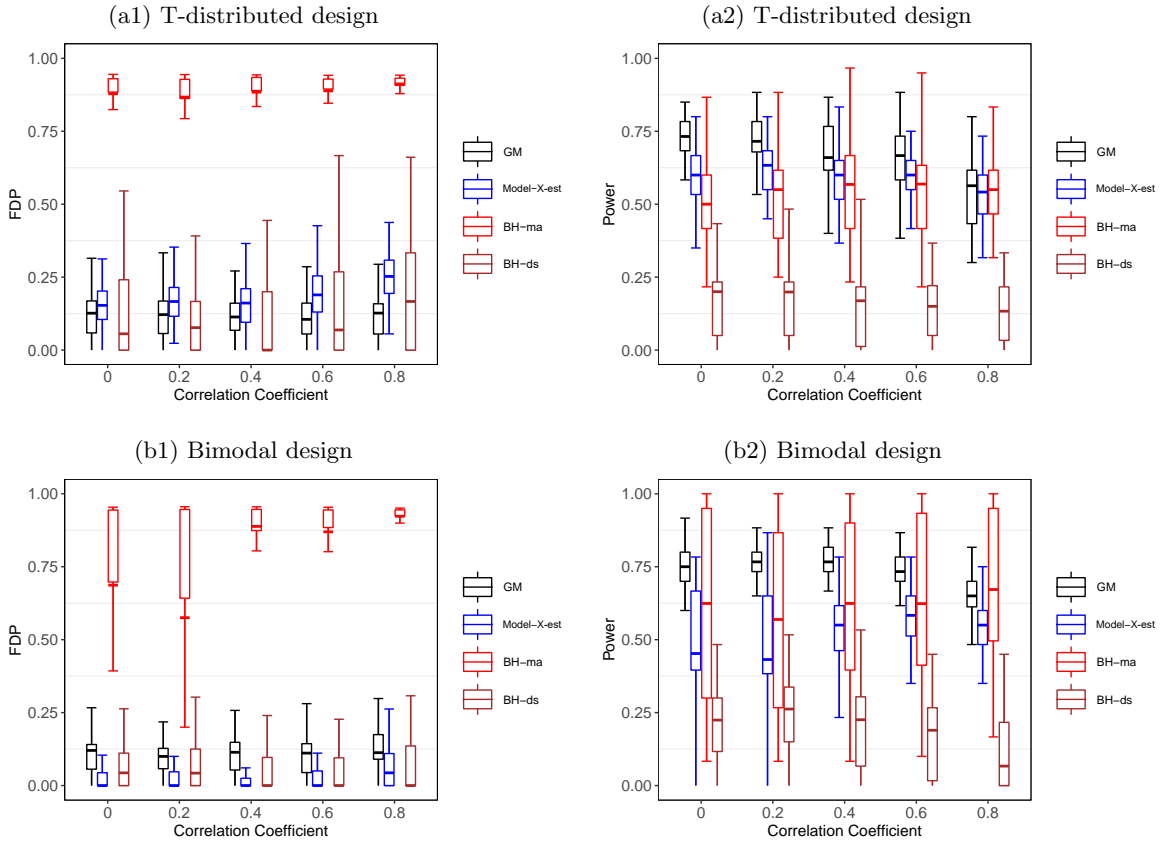 (a1) T-distributed design
1.00
0.75
0.50
0.25
0.00
FDP
0
0.2
0.4
0.6
0.8
Correlation Coefficient
GM
Model-X-est
BH-ma
BH-ds
(a2) T-distributed design
1.00
0.75
0.50
0.25
0.00
Power
0
0.2
0.4
0.6
0.8
Correlation Coefficient
GM
Model-X-est
BH-ma
BH-ds
(b1) Bimodal design
1.00
0.75
0.50
0.25
0.00
FDP
0
0.2
0.4
0.6
0.8
Correlation Coefficient
GM
Model-X-est
BH-ma
BH-ds
(b2) Bimodal design
1.00
0.75
0.50
0.25
0.00
Power
0
0.2
0.4
0.6
0.8
Correlation Coefficient
GM
Model-X-est
BH-ma
BH-ds